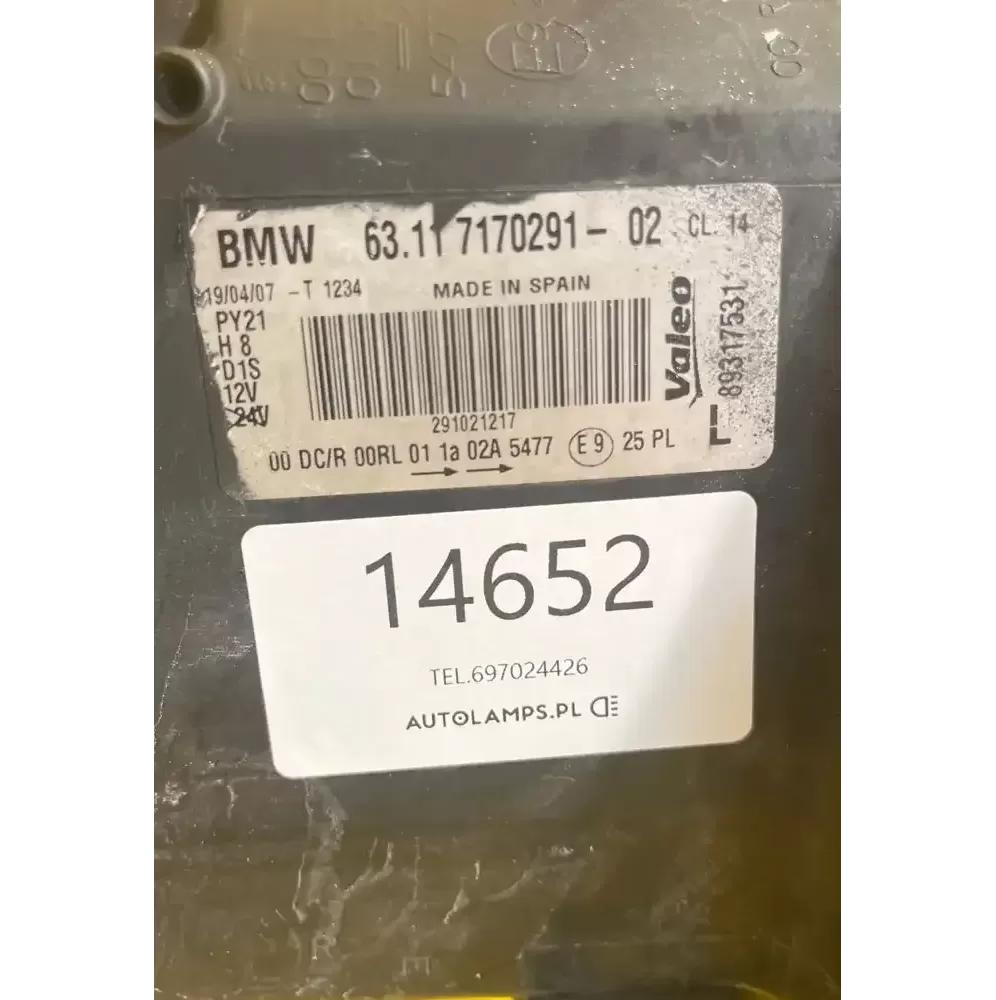 E9
BMW 63.11 7170291- 02 CL. 14
19/04/07 -T 1234 MADE IN SPAIN
PY21
H 8
D1S
12V
24V
Valeo
89317531
L
291021217
00 DC/R 00RL 01 1a 02A 5477 E 9 25 PL
14652
TEL.697024426
AUTOLAMPS.PL